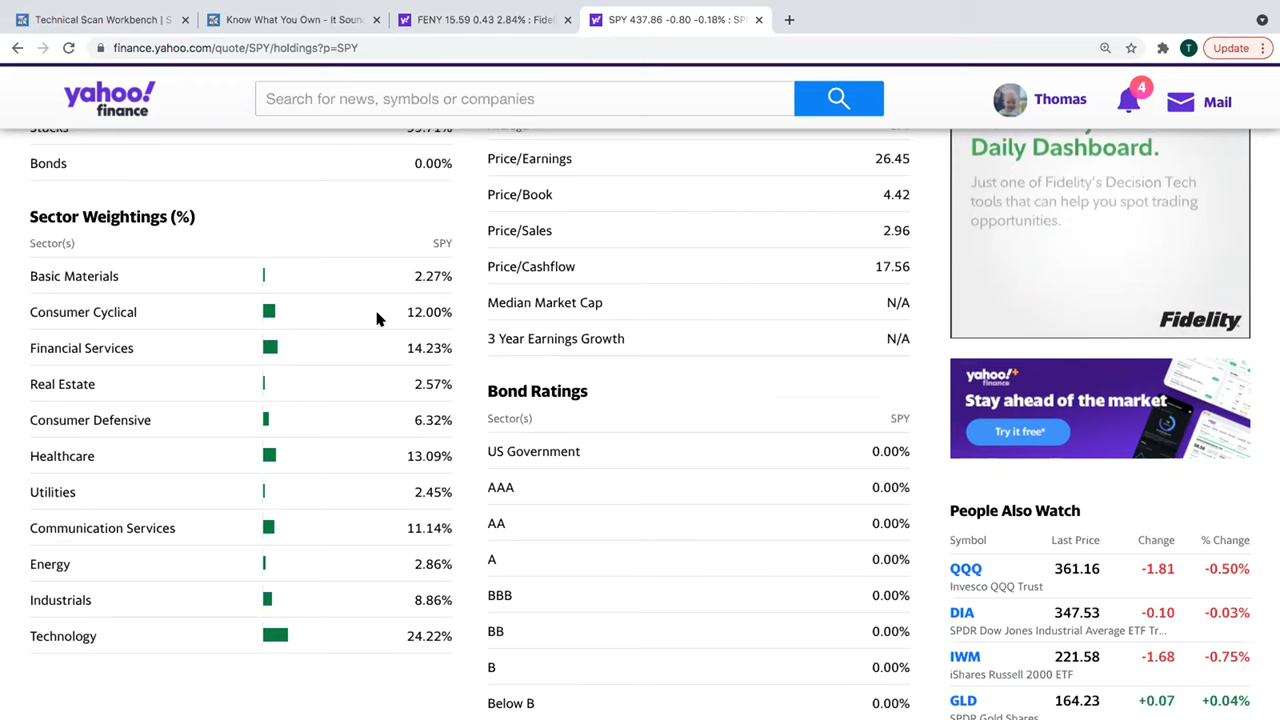 Technical Scan Workbench | S
Know What You Own - It Soun
FENY 15.59 0.43 2.84% : Fidel
SPY 437.86 -0.80 -0.18% : SP
finance.yahoo.com/quote/SPY/holdings?p=SPY
T
Update
yahoo!
finance
Search for news, symbols or companies
Thomas
4
Mail
Stocks 99.71%
Bonds 0.00%
Sector Weightings (%)
Sector(s) SPY
Basic Materials 2.27%
Consumer Cyclical 12.00%
Financial Services 14.23%
Real Estate 2.57%
Consumer Defensive 6.32%
Healthcare 13.09%
Utilities 2.45%
Communication Services 11.14%
Energy 2.86%
Industrials 8.86%
Technology 24.22%
Price/Earnings 26.45
Price/Book 4.42
Price/Sales 2.96
Price/Cashflow 17.56
Median Market Cap N/A
3 Year Earnings Growth N/A
Bond Ratings
Sector(s) SPY
US Government 0.00%
AAA 0.00%
AA 0.00%
A 0.00%
BBB 0.00%
BB 0.00%
B 0.00%
Below B 0.00%
Daily Dashboard.
Just one of Fidelity's Decision Tech
tools that can help you spot trading
opportunities.
Fidelity
yahoo!+
finance
Stay ahead of the market
Try it free*
People Also Watch
Symbol Last Price Change % Change
QQQ 361.16 -1.81 -0.50%
Invesco QQQ Trust
DIA 347.53 -0.10 -0.03%
SPDR Dow Jones Industrial Average ETF Tr...
IWM 221.58 -1.68 -0.75%
iShares Russell 2000 ETF
GLD 164.23 +0.07 +0.04%
SPDR Gold Shares